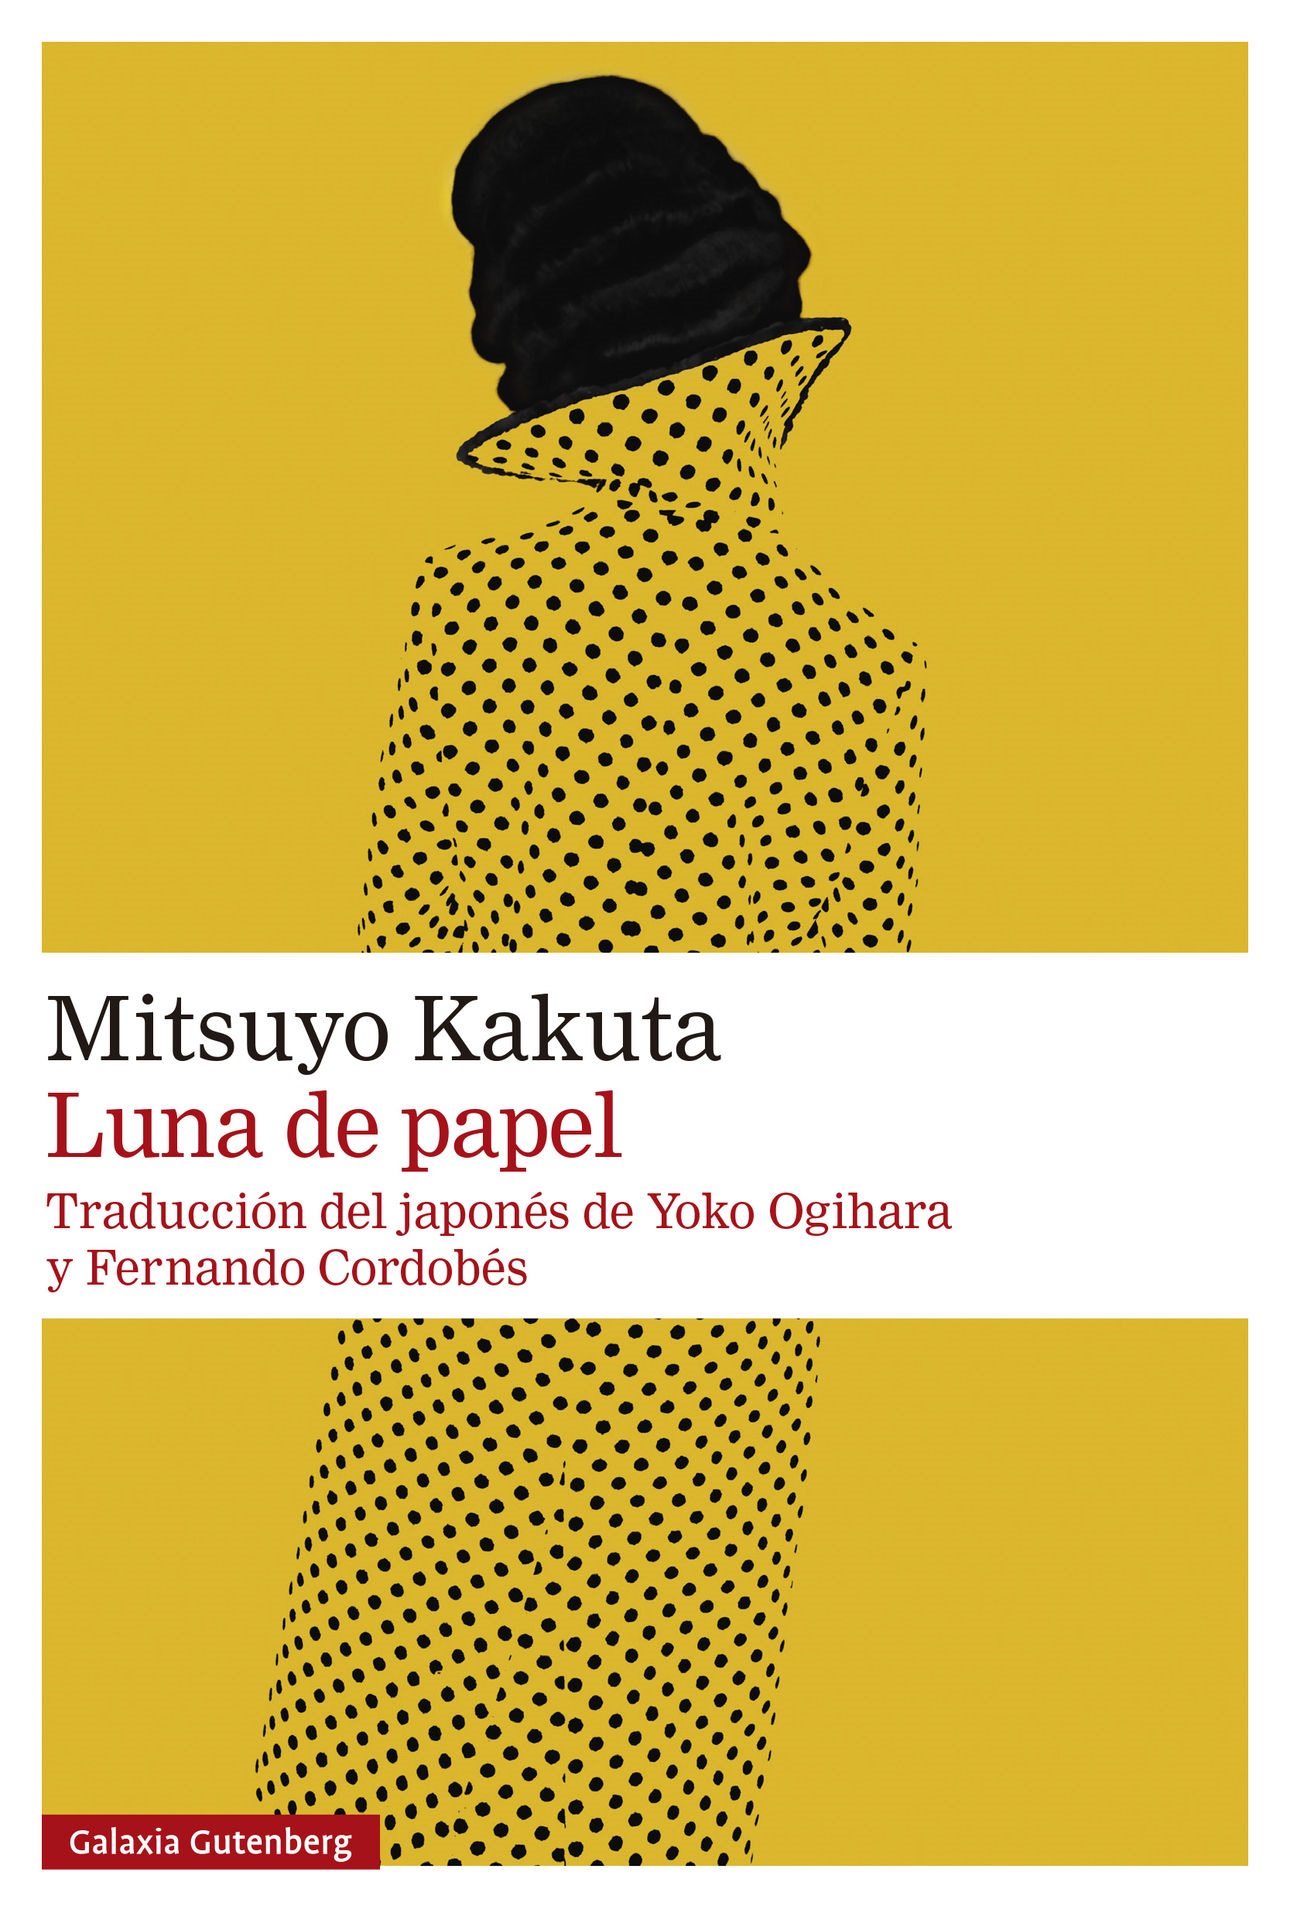 Mitsuyo Kakuta
Luna de papel
Traducción del japonés de Yoko Ogihara
y Fernando Cordobés
Galaxia Gutenberg